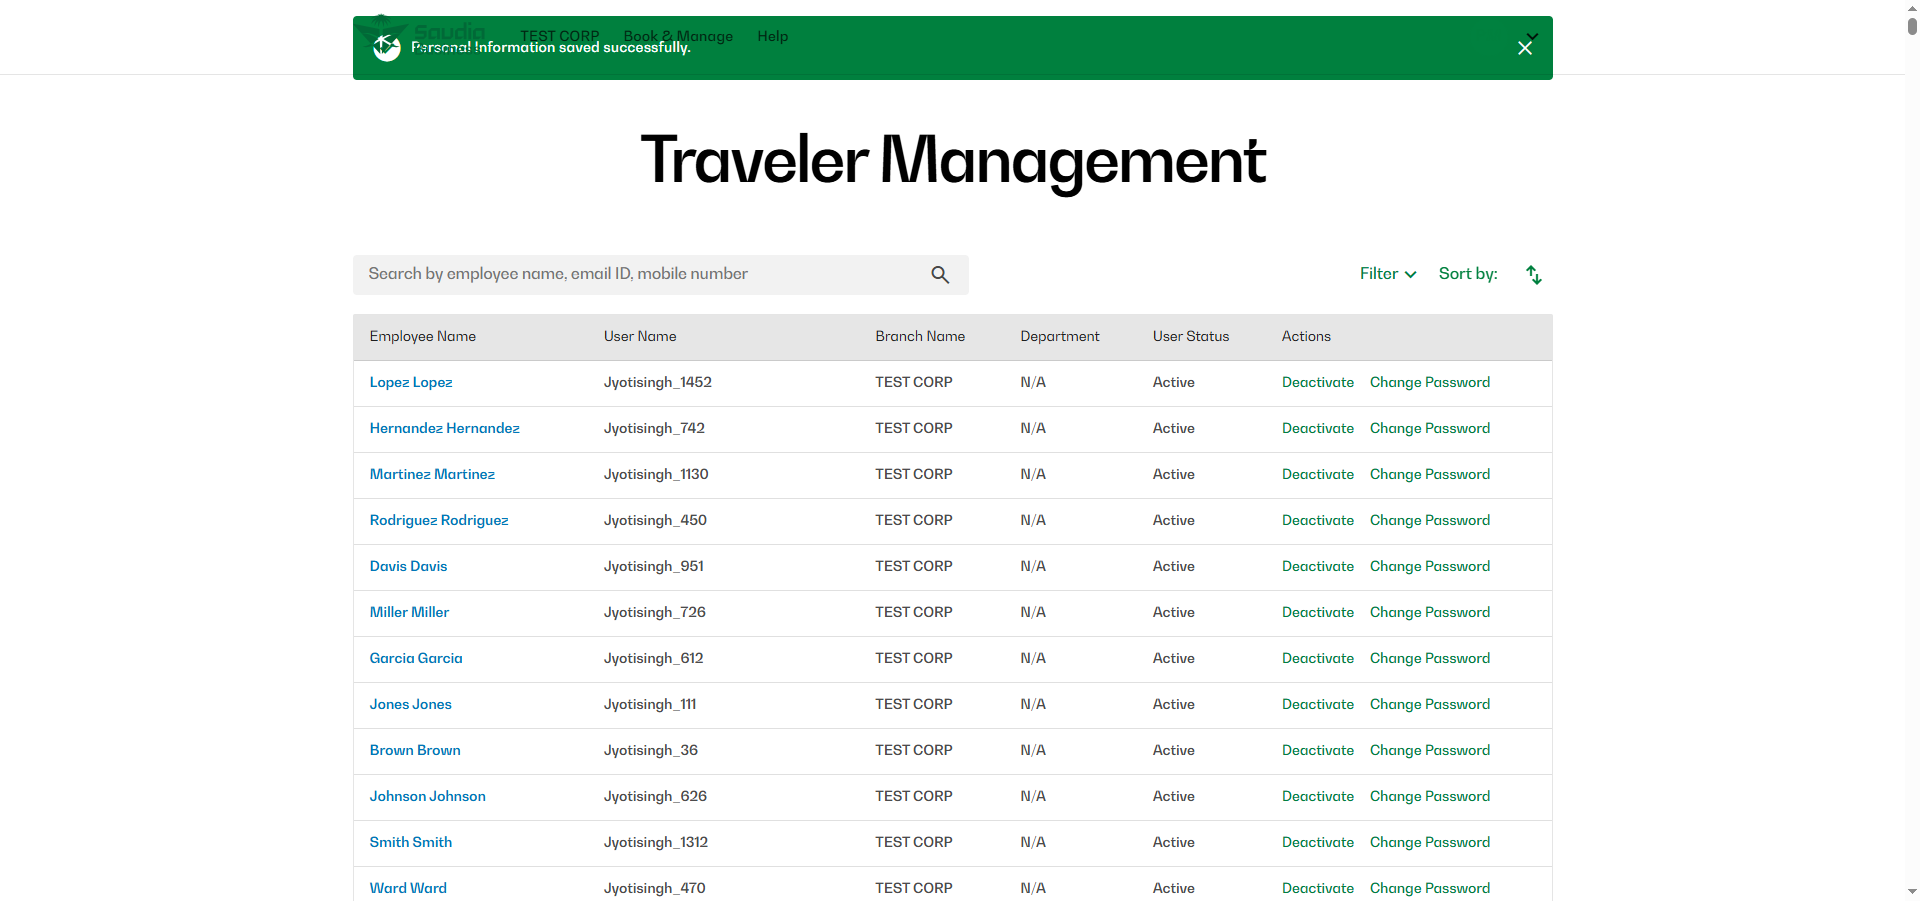 Saudia
TEST CORP Book & Manage Help
Personal Information saved successfully.
Traveler Management
Search by employee name, email ID, mobile number
Filter Sort by:
Employee Name User Name Branch Name Department User Status Actions
Lopez Lopez Jyotisingh_1452 TEST CORP N/A Active Deactivate Change Password
Hernandez Hernandez Jyotisingh_742 TEST CORP N/A Active Deactivate Change Password
Martinez Martinez Jyotisingh_1130 TEST CORP N/A Active Deactivate Change Password
Rodriguez Rodriguez Jyotisingh_450 TEST CORP N/A Active Deactivate Change Password
Davis Davis Jyotisingh_951 TEST CORP N/A Active Deactivate Change Password
Miller Miller Jyotisingh_726 TEST CORP N/A Active Deactivate Change Password
Garcia Garcia Jyotisingh_612 TEST CORP N/A Active Deactivate Change Password
Jones Jones Jyotisingh_111 TEST CORP N/A Active Deactivate Change Password
Brown Brown Jyotisingh_36 TEST CORP N/A Active Deactivate Change Password
Johnson Johnson Jyotisingh_626 TEST CORP N/A Active Deactivate Change Password
Smith Smith Jyotisingh_1312 TEST CORP N/A Active Deactivate Change Password
Ward Ward Jyotisingh_470 TEST CORP N/A Active Deactivate Change Password